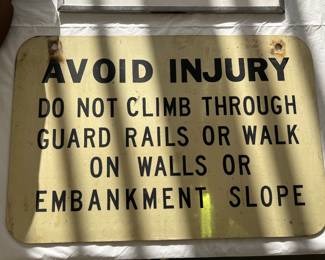 AVOID INJURY
DO NOT CLIMB THROUGH
GUARD RAILS OR WALK
ON WALLS OR
EMBANKMENT SLOPE